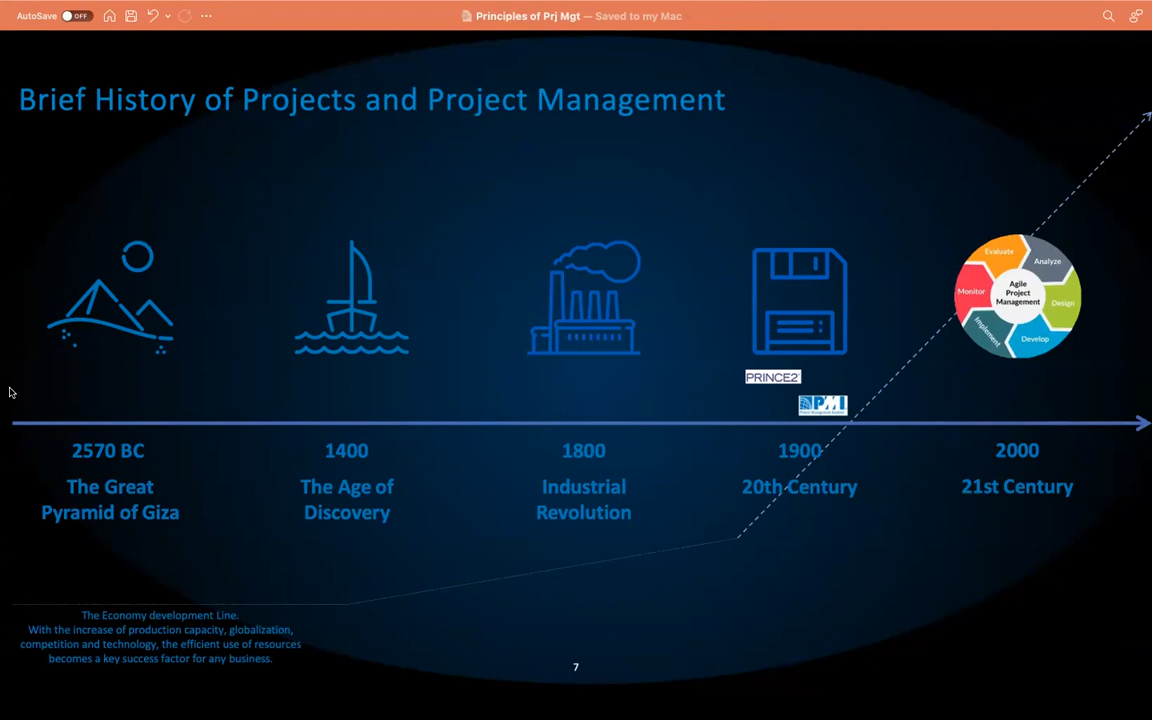 AutoSave OFF
Principles of Prj Mgt — Saved to my Mac
Brief History of Projects and Project Management
Evaluate
Analyze
Monitor
Agile
Project
Management
Design
Implement
Develop
PRINCE2
PMI
Project Management Institute
2570 BC
1400
1800
1900
2000
The Great
Pyramid of Giza
The Age of
Discovery
Industrial
Revolution
20th Century
21st Century
The Economy development Line.
With the increase of production capacity, globalization,
competition and technology, the efficient use of resources
becomes a key success factor for any business.
7